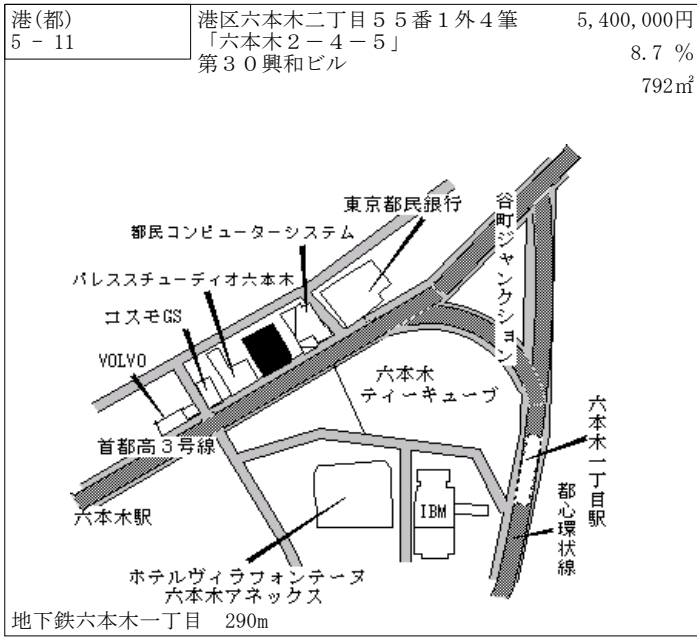 港(都)
5 - 11
港区六本木二丁目５５番１外４筆
「六本木２－４－５」
第３０興和ビル
5,400,000円
8.7 %
792㎡
谷町ジャンクション
東京都民銀行
都民コンピューターシステム
パレススチューディオ六本木
コスモGS
VOLVO
六本木
ティーキューブ
首都高３号線
六本木一丁目駅
都心環状線
六本木駅
IBM
ホテルヴィラフォンテーヌ
六本木アネックス
地下鉄六本木一丁目　290m